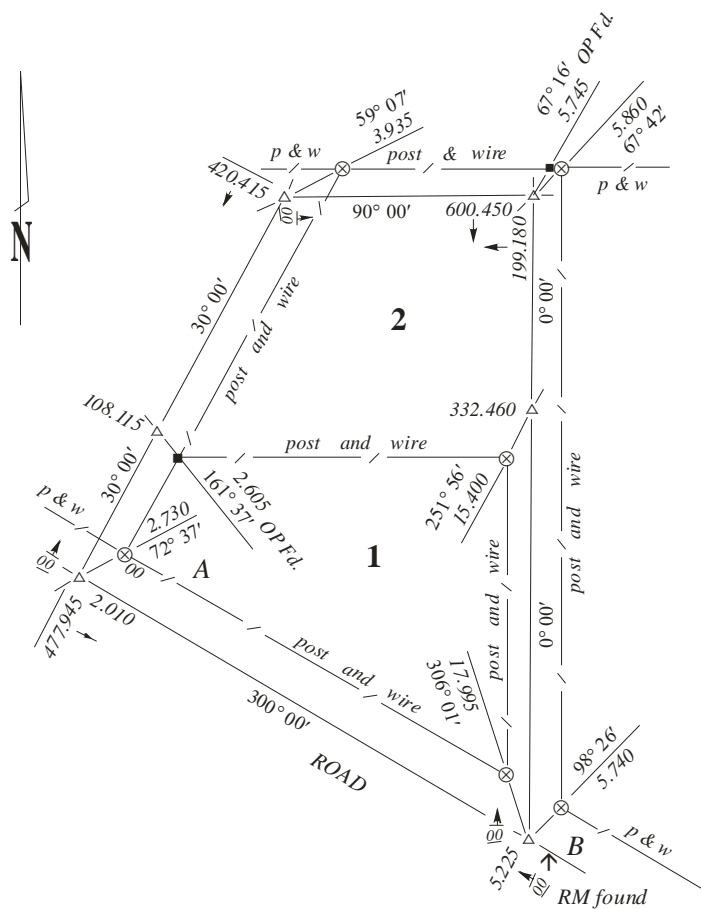 67° 16' OP Fd.
5.745
5.860
67° 42'
59° 07'
3.935
p & w
post & wire
p & w
420.415
00
90° 00'
600.450
199.180
N
30° 00'
post and wire
2
0° 00'
108.115
332.460
post and wire
30° 00'
2.605
161° 37' OP Fd.
251° 56'
15.400
post and wire
p & w
2.730
72° 37'
00
A
1
00
post and wire
0° 00'
477.945
2.010
post and wire
17.995
306° 01'
300° 00'
ROAD
98° 26'
5.740
00
B
p & w
5.225
00
RM found